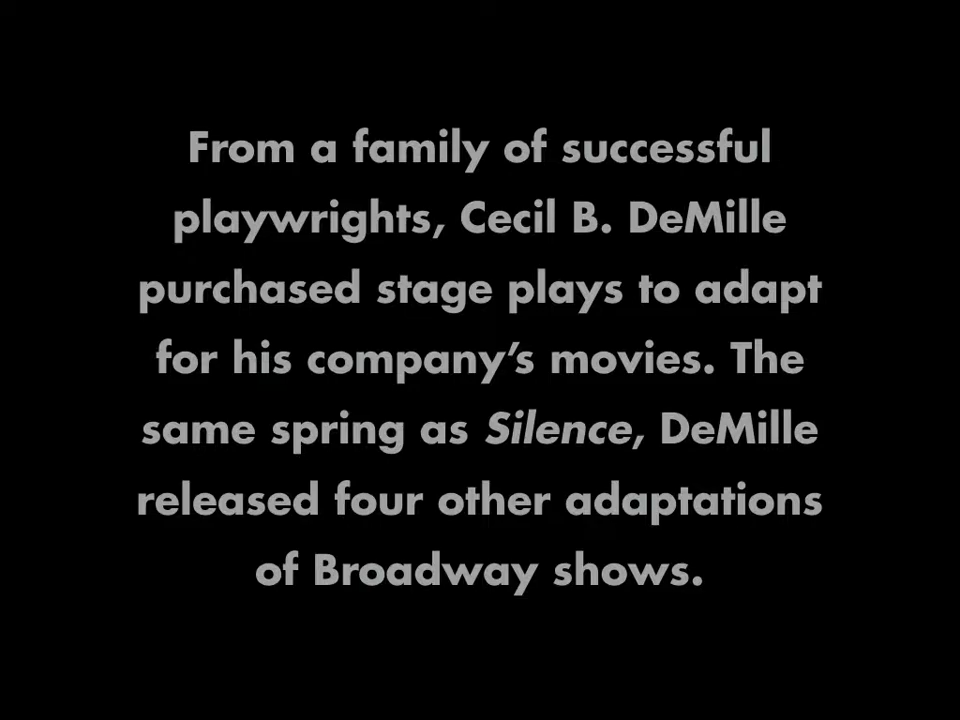 From a family of successful
playwrights, Cecil B. DeMille
purchased stage plays to adapt
for his company’s movies. The
same spring as Silence, DeMille
released four other adaptations
of Broadway shows.